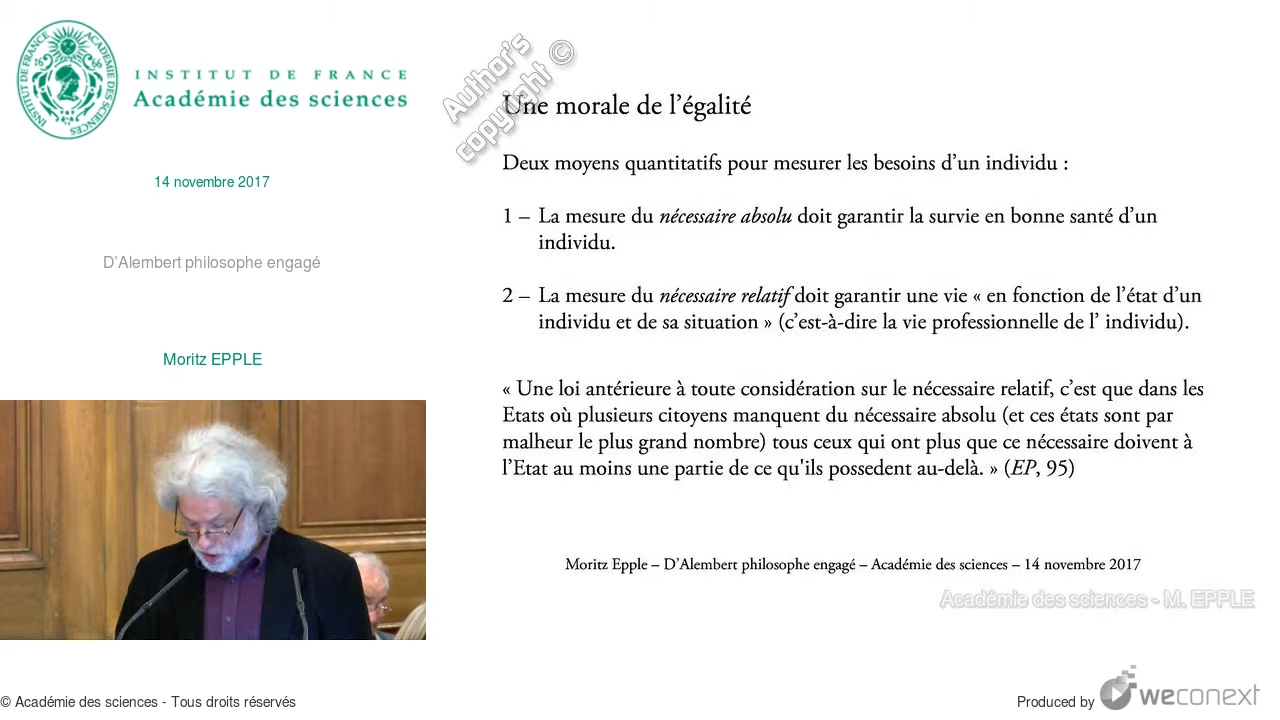 INSTITUT DE FRANCE
Académie des sciences
INSTITUT DE FRANCE
ACADEMIE DES SCIENCES
1666
14 novembre 2017
D’Alembert philosophe engagé
Moritz EPPLE
Author's
copyright ©
Une morale de l’égalité
Deux moyens quantitatifs pour mesurer les besoins d’un individu :
1 – La mesure du nécessaire absolu doit garantir la survie en bonne santé d’un
individu.
2 – La mesure du nécessaire relatif doit garantir une vie « en fonction de l’état d’un
individu et de sa situation » (c’est-à-dire la vie professionnelle de l’ individu).
« Une loi antérieure à toute considération sur le nécessaire relatif, c’est que dans les
Etats où plusieurs citoyens manquent du nécessaire absolu (et ces états sont par
malheur le plus grand nombre) tous ceux qui ont plus que ce nécessaire doivent à
l’Etat au moins une partie de ce qu'ils possedent au-delà. » (EP, 95)
Moritz Epple – D’Alembert philosophe engagé – Académie des sciences – 14 novembre 2017
Académie des sciences - M. EPPLE
© Académie des sciences - Tous droits réservés
Produced by weconext